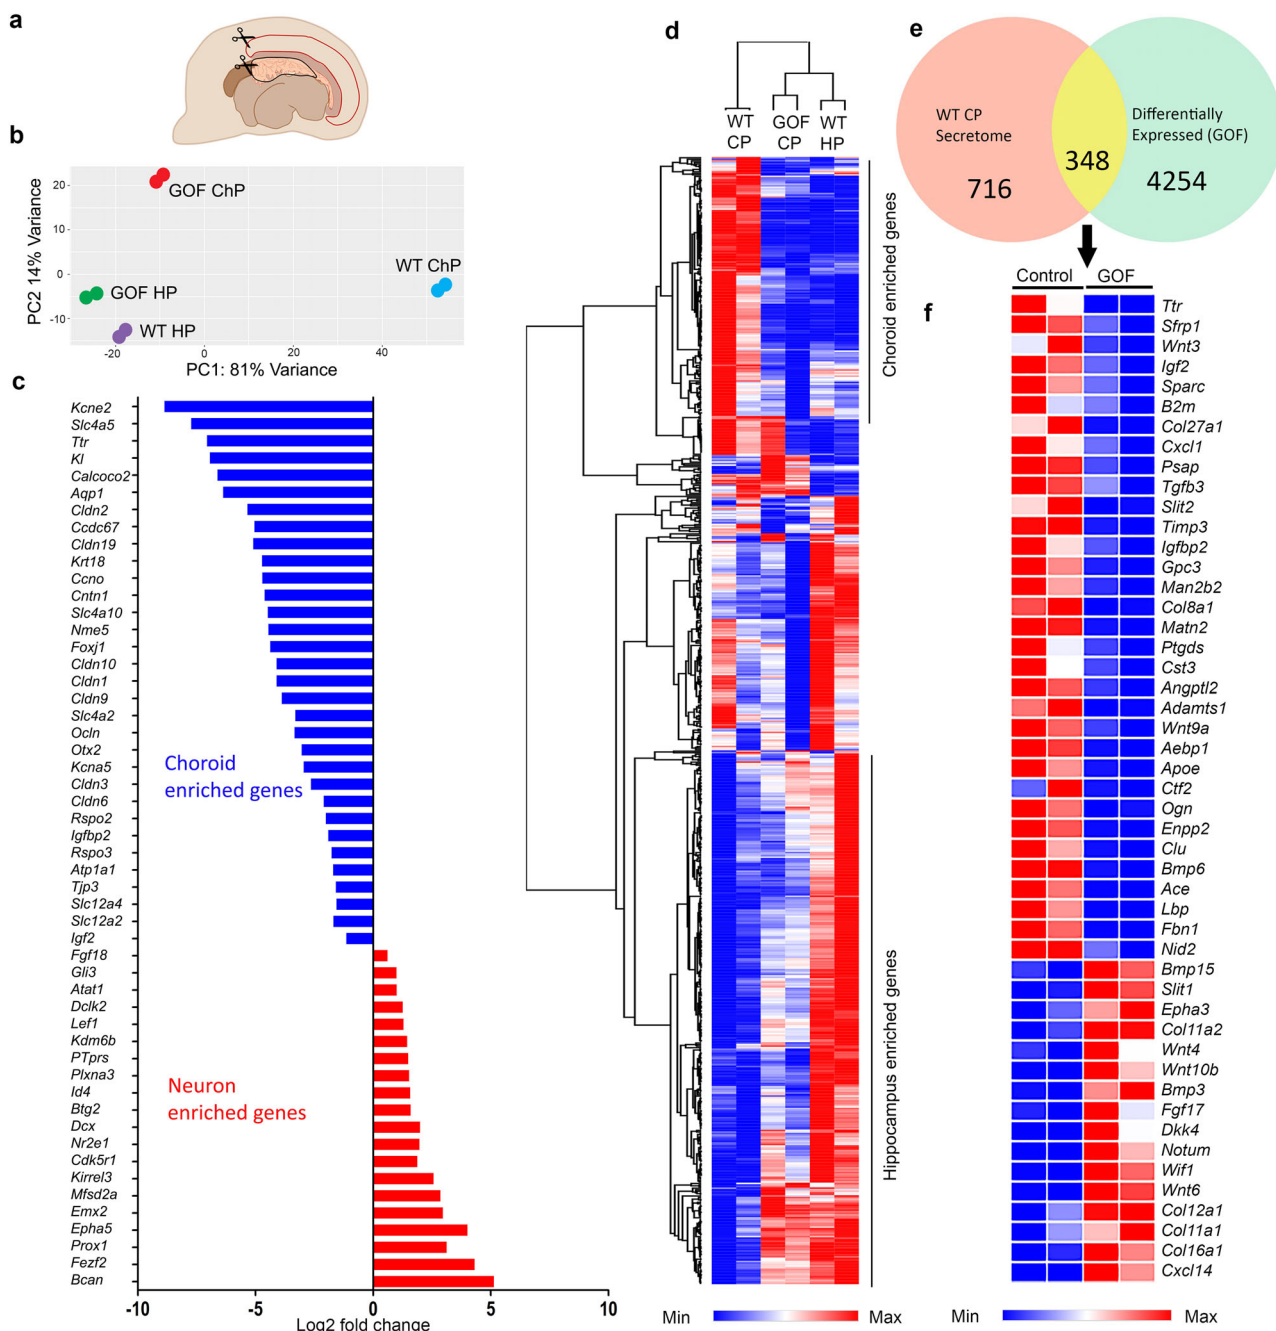 a
b
20
10
0
-10
PC2 14% Variance
GOF ChP
WT ChP
GOF HP
WT HP
-20
0
20
40
PC1: 81% Variance
c
Kcne2
Slc4a5
Ttr
Kl
Calcoco2
Aqp1
Cldn2
Ccdc67
Cldn19
Krt18
Ccno
Cntn1
Slc4a10
Nme5
Foxj1
Cldn10
Cldn1
Cldn9
Slc4a2
Ocln
Otx2
Kcna5
Cldn3
Cldn6
Rspo2
Igfbp2
Rspo3
Atp1a1
Tjp3
Slc12a4
Slc12a2
Igf2
Fgf18
Gli3
Atat1
Dclk2
Lef1
Kdm6b
PTprs
Plxna3
Id4
Btg2
Dcx
Nr2e1
Cdk5r1
Kirrel3
Mfsd2a
Emx2
Epha5
Prox1
Fezf2
Bcan
Choroid
enriched genes
Neuron
enriched genes
-10
-5
0
5
10
Log2 fold change
d
WT GOF WT
CP CP HP
Choroid enriched genes
Hippocampus enriched genes
Min
Max
e
WT CP
Secretome
716
348
Differentially
Expressed (GOF)
4254
f
Control GOF
Ttr
Sfrp1
Wnt3
Igf2
Sparc
B2m
Col27a1
Cxcl1
Psap
Tgfb3
Slit2
Timp3
Igfbp2
Gpc3
Man2b2
Col8a1
Matn2
Ptgds
Cst3
Angptl2
Adamts1
Wnt9a
Aebp1
Apoe
Ctf2
Ogn
Enpp2
Clu
Bmp6
Ace
Lbp
Fbn1
Nid2
Bmp15
Slit1
Epha3
Col11a2
Wnt4
Wnt10b
Bmp3
Fgf17
Dkk4
Notum
Wif1
Wnt6
Col12a1
Col11a1
Col16a1
Cxcl14
Min
Max